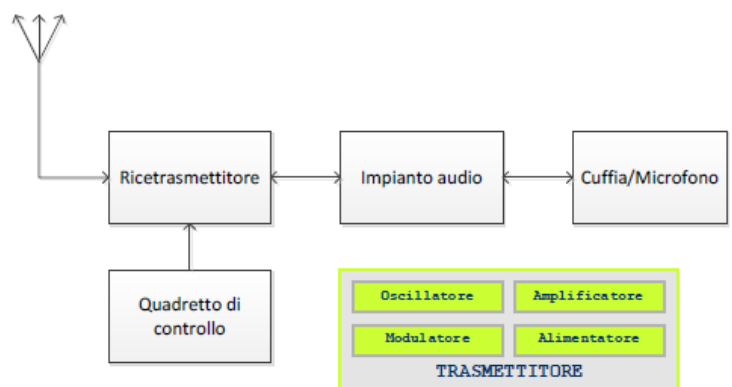 Ricetrasmettitore
Impianto audio
Cuffia/Microfono
Quadretto di
controllo
Oscillatore
Amplificatore
Modulatore
Alimentatore
TRASMETTITORE